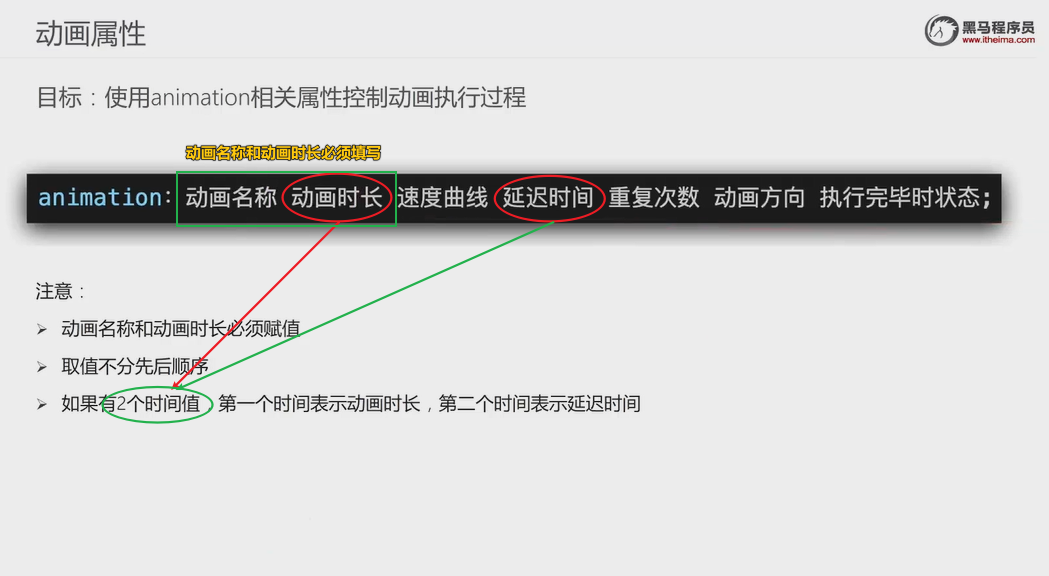 动画属性
黑马程序员
www.itheima.com
目标：使用animation相关属性控制动画执行过程
动画名称和动画时长必须填写
animation：动画名称 动画时长 速度曲线 延迟时间 重复次数 动画方向 执行完毕时状态;
注意：
➢ 动画名称和动画时长必须赋值
➢ 取值不分先后顺序
➢ 如果有2个时间值，第一个时间表示动画时长，第二个时间表示延迟时间